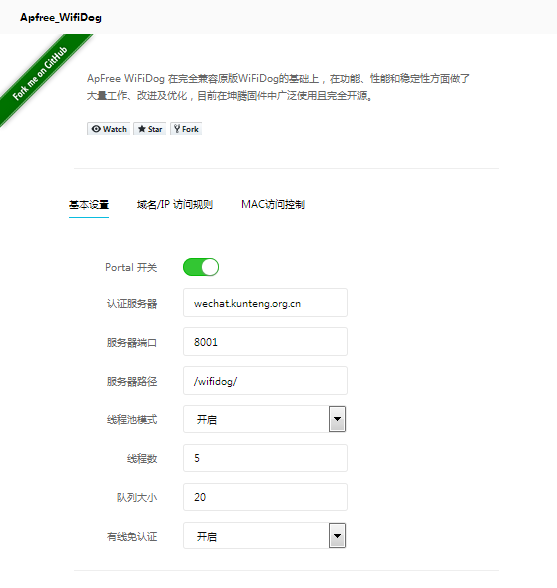 Apfree_WifiDog
Fork me on GitHub
ApFree WiFiDog 在完全兼容原版WiFiDog的基础上，在功能、性能和稳定性方面做了
大量工作、改进及优化，目前在坤腾固件中广泛使用且完全开源。
Watch Star Fork
基本设置 域名/IP 访问规则 MAC访问控制
Portal 开关
认证服务器 wechat.kunteng.org.cn
服务器端口 8001
服务器路径 /wifidog/
线程池模式 开启
线程数 5
队列大小 20
有线免认证 开启